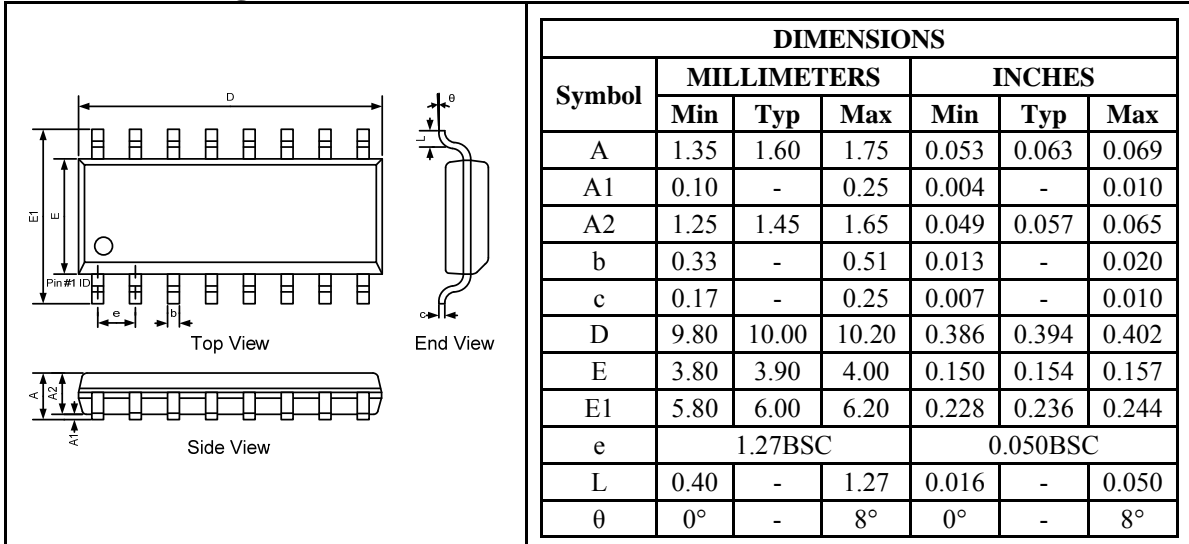 D
θ
L
E1
E
Pin #1 ID
e
b
c
Top View
End View
A
A2
A1
Side View
DIMENSIONS
Symbol MILLIMETERS INCHES
Min Typ Max Min Typ Max
A 1.35 1.60 1.75 0.053 0.063 0.069
A1 0.10 - 0.25 0.004 - 0.010
A2 1.25 1.45 1.65 0.049 0.057 0.065
b 0.33 - 0.51 0.013 - 0.020
c 0.17 - 0.25 0.007 - 0.010
D 9.80 10.00 10.20 0.386 0.394 0.402
E 3.80 3.90 4.00 0.150 0.154 0.157
E1 5.80 6.00 6.20 0.228 0.236 0.244
e 1.27BSC 0.050BSC
L 0.40 - 1.27 0.016 - 0.050
θ 0° - 8° 0° - 8°